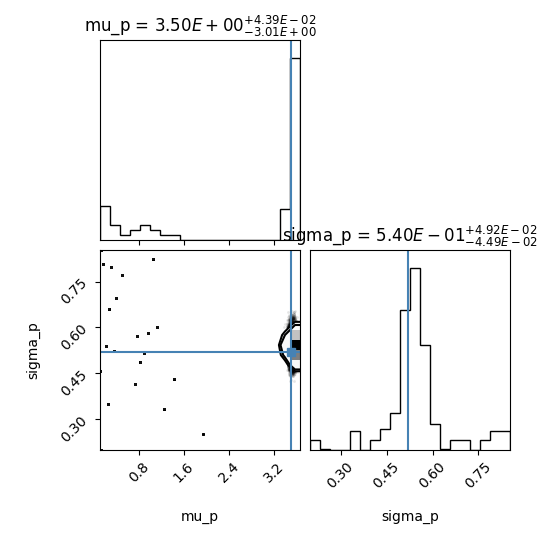 mu_p = 3.50E + 00^{+4.39E−02}_{−3.01E+00}
sigma_p = 5.40E − 01^{+4.92E−02}_{−4.49E−02}
0.75
0.60
0.45
0.30
sigma_p
0.8
1.6
2.4
3.2
mu_p
0.30
0.45
0.60
0.75
sigma_p